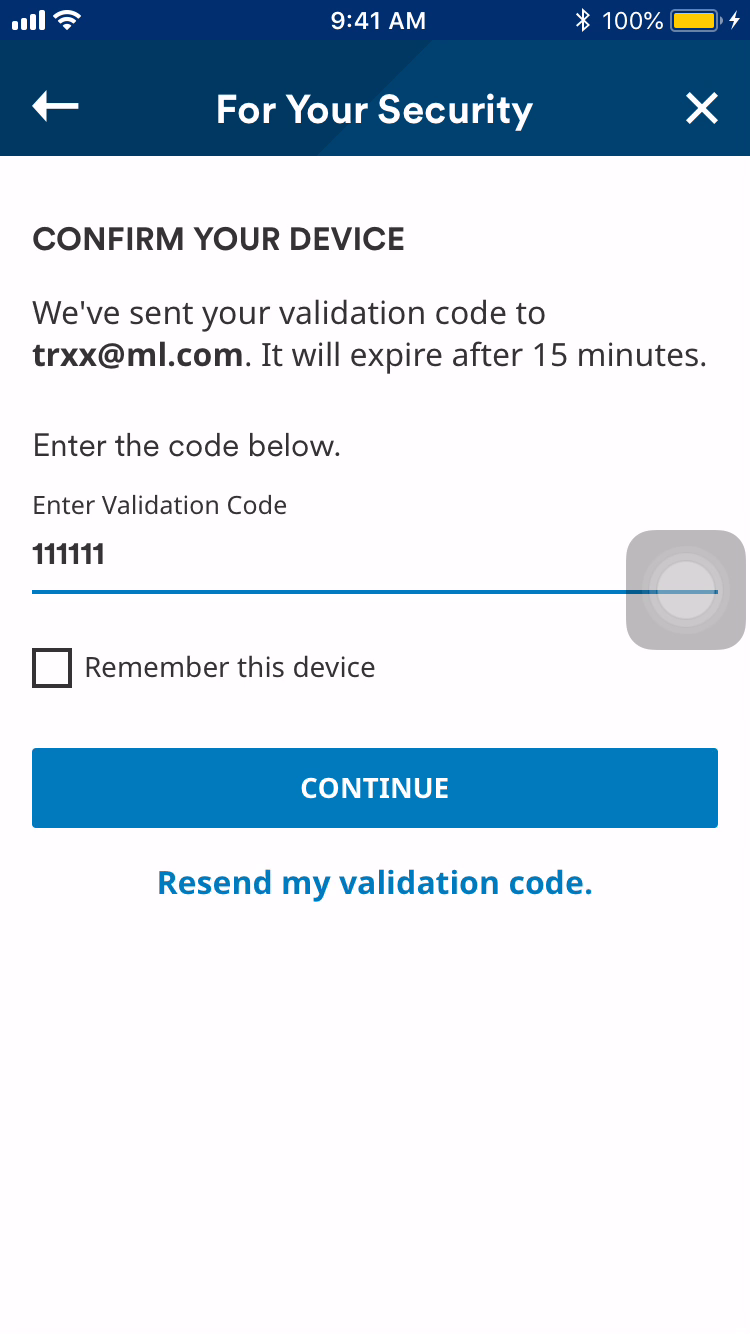 9:41 AM 100%
For Your Security
CONFIRM YOUR DEVICE
We've sent your validation code to
trxx@ml.com. It will expire after 15 minutes.
Enter the code below.
Enter Validation Code
111111
Remember this device
CONTINUE
Resend my validation code.